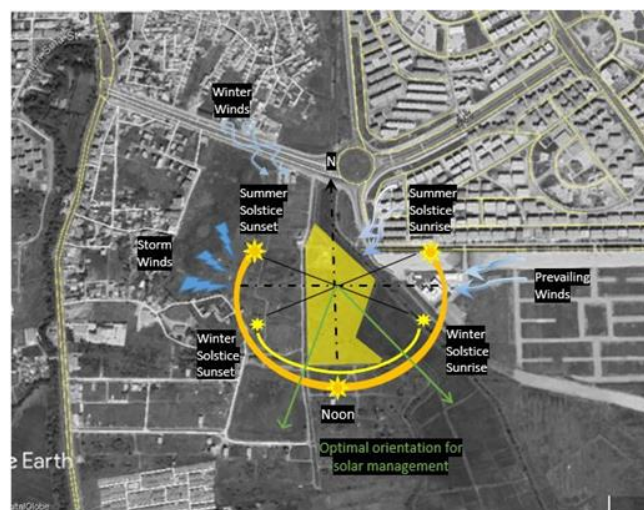 Winter
Winds
N
Summer
Solstice
Sunset
Summer
Solstice
Sunrise
Storm
Winds
Prevailing
Winds
Winter
Solstice
Sunset
Winter
Solstice
Sunrise
Noon
Optimal orientation for
solar management
e Earth
italGlobe